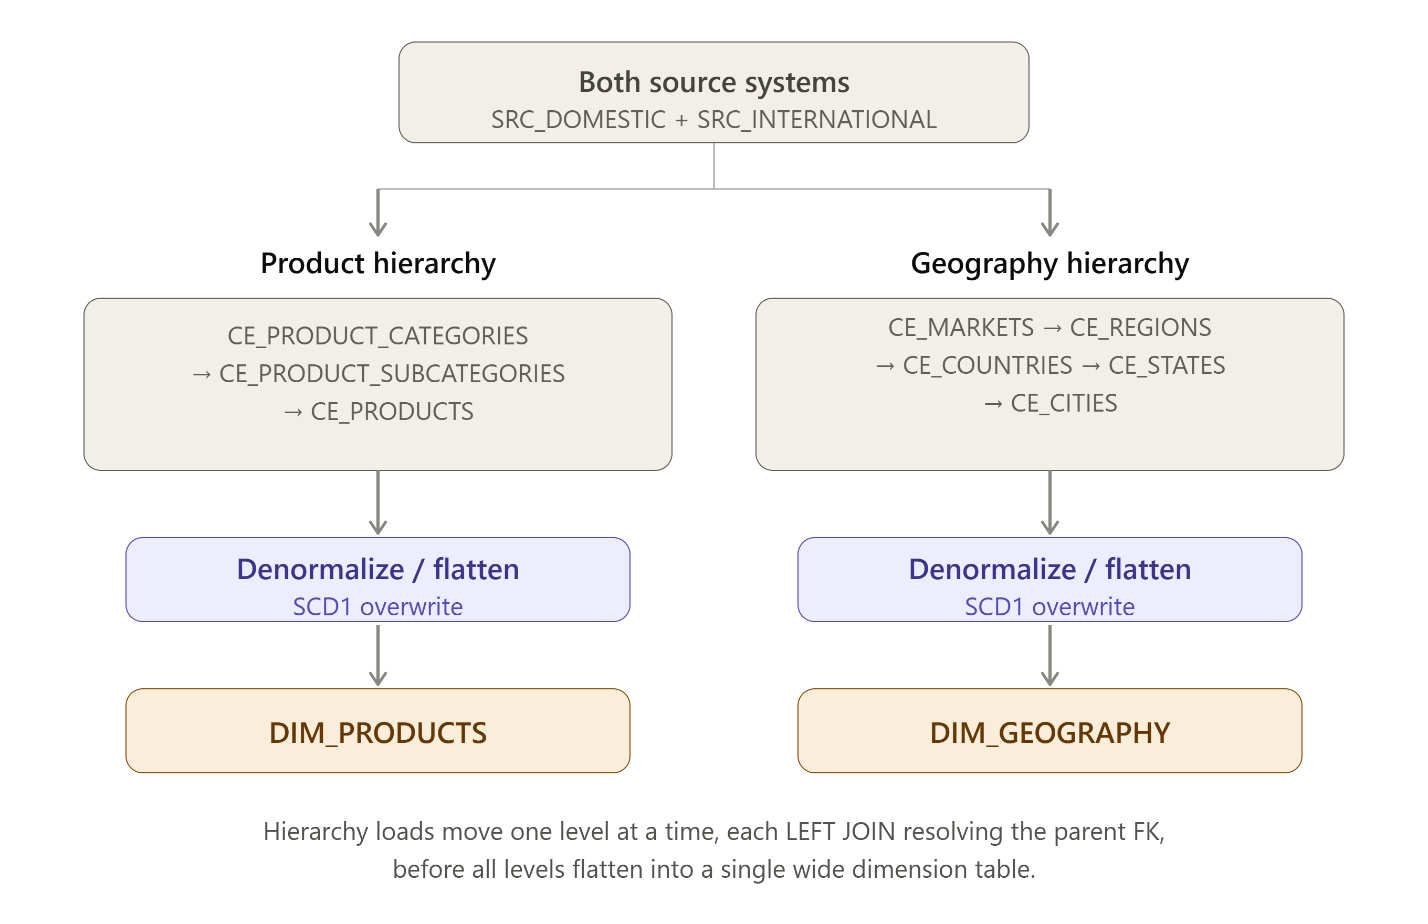 Both source systems
SRC_DOMESTIC + SRC_INTERNATIONAL
Product hierarchy
CE_PRODUCT_CATEGORIES
→ CE_PRODUCT_SUBCATEGORIES
→ CE_PRODUCTS
Denormalize / flatten
SCD1 overwrite
DIM_PRODUCTS
Geography hierarchy
CE_MARKETS → CE_REGIONS
→ CE_COUNTRIES → CE_STATES
→ CE_CITIES
Denormalize / flatten
SCD1 overwrite
DIM_GEOGRAPHY
Hierarchy loads move one level at a time, each LEFT JOIN resolving the parent FK,
before all levels flatten into a single wide dimension table.